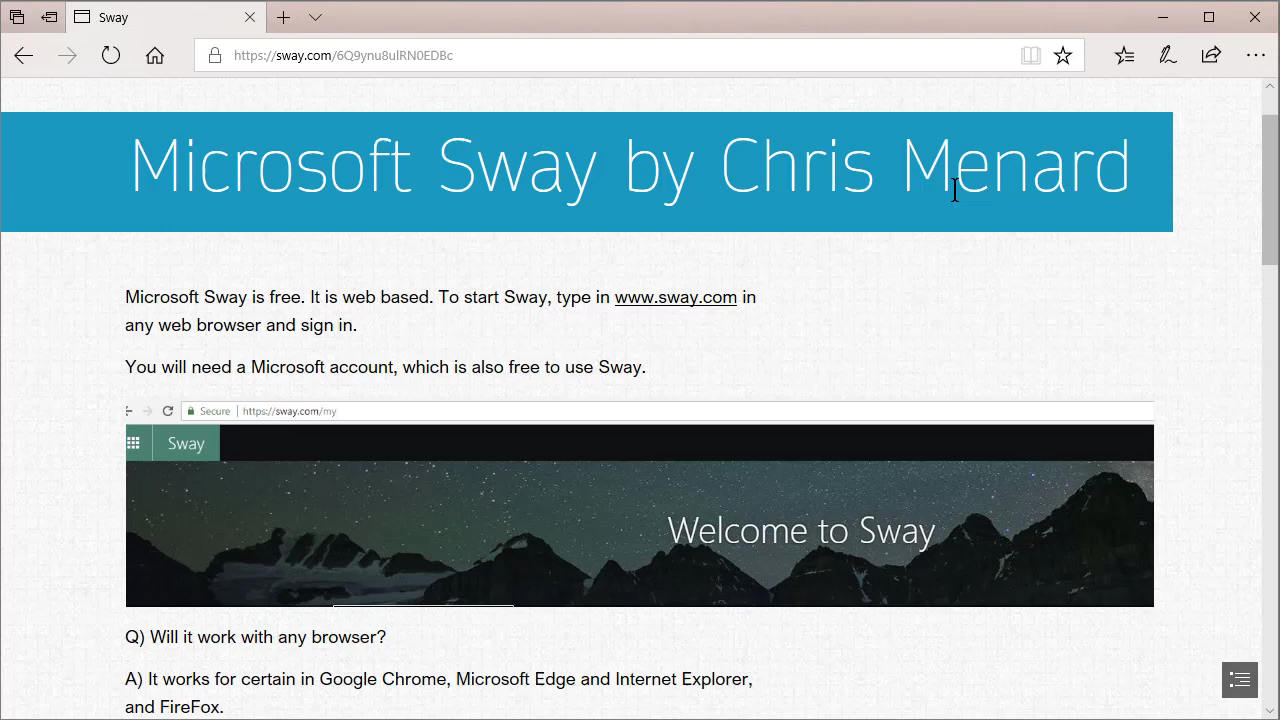 Sway
https://sway.com/6Q9ynu8ulRN0EDBc
Microsoft Sway by Chris Menard
Microsoft Sway is free. It is web based. To start Sway, type in www.sway.com in
any web browser and sign in.
You will need a Microsoft account, which is also free to use Sway.
Secure | https://sway.com/my
Sway
Welcome to Sway
Q) Will it work with any browser?
A) It works for certain in Google Chrome, Microsoft Edge and Internet Explorer,
and FireFox.